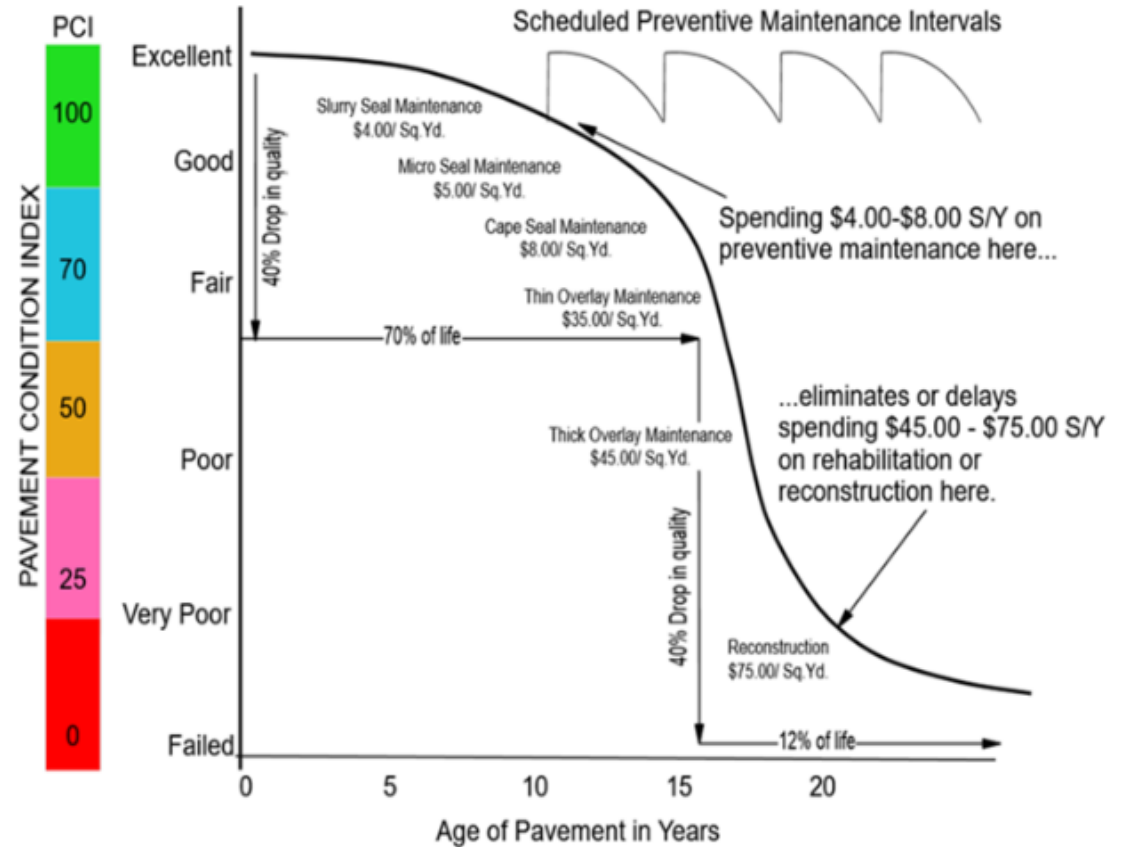 PCI
Scheduled Preventive Maintenance Intervals
Excellent
100
Slurry Seal Maintenance
$4.00/ Sq.Yd.
Good
Micro Seal Maintenance
$5.00/ Sq.Yd.
40% Drop in quality
Spending $4.00-$8.00 S/Y on
preventive maintenance here...
Cape Seal Maintenance
$8.00/ Sq.Yd.
PAVEMENT CONDITION INDEX
70
Fair
Thin Overlay Maintenance
$35.00/ Sq.Yd.
70% of life
...eliminates or delays
spending $45.00 - $75.00 S/Y
on rehabilitation or
reconstruction here.
50
Thick Overlay Maintenance
$45.00/ Sq.Yd.
Poor
25
40% Drop in quality
Very Poor
Reconstruction
$75.00/ Sq.Yd.
0
Failed
12% of life
0 5 10 15 20
Age of Pavement in Years